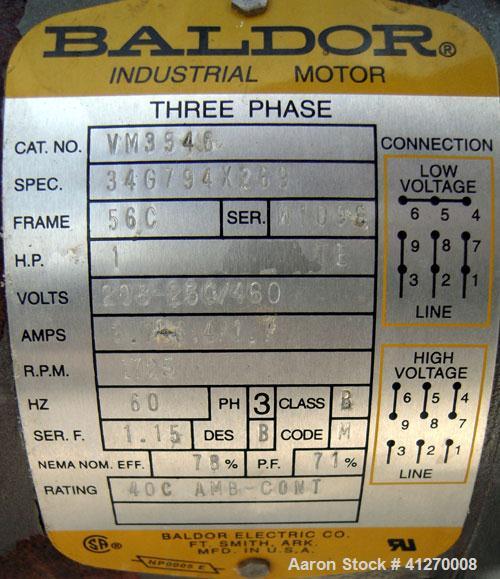 BALDOR®
INDUSTRIAL MOTOR
THREE PHASE
CAT. NO. VM3546
SPEC. 34G794X269
FRAME 56C SER.
H.P. 1
VOLTS
AMPS
R.P.M. 1725
HZ 60 PH 3 CLASS B
SER. F. 1.15 DES B CODE M
NEMA NOM. EFF. 78 % P.F. 71 %
RATING 40C AMB-CONT
CONNECTION
LOW
VOLTAGE
6 5 4
9 8 7
3 2 1
LINE
HIGH
VOLTAGE
6 5 4
9 8 7
3 2 1
LINE
BALDOR ELECTRIC CO.
FT. SMITH, ARK.
MFD. IN U.S.A.
NP0005 E
Aaron Stock # 41270008